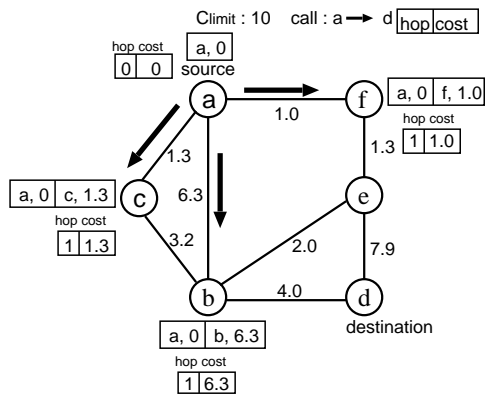 Climit : 10 call : a d hop cost
hop cost
0 0
a, 0
source
a
f
a, 0 f, 1.0
1.0
hop cost
1 1.0
1.3
1.3
a, 0 c, 1.3
c
6.3
e
hop cost
1 1.3
3.2
2.0
7.9
b
4.0
d
destination
a, 0 b, 6.3
hop cost
1 6.3